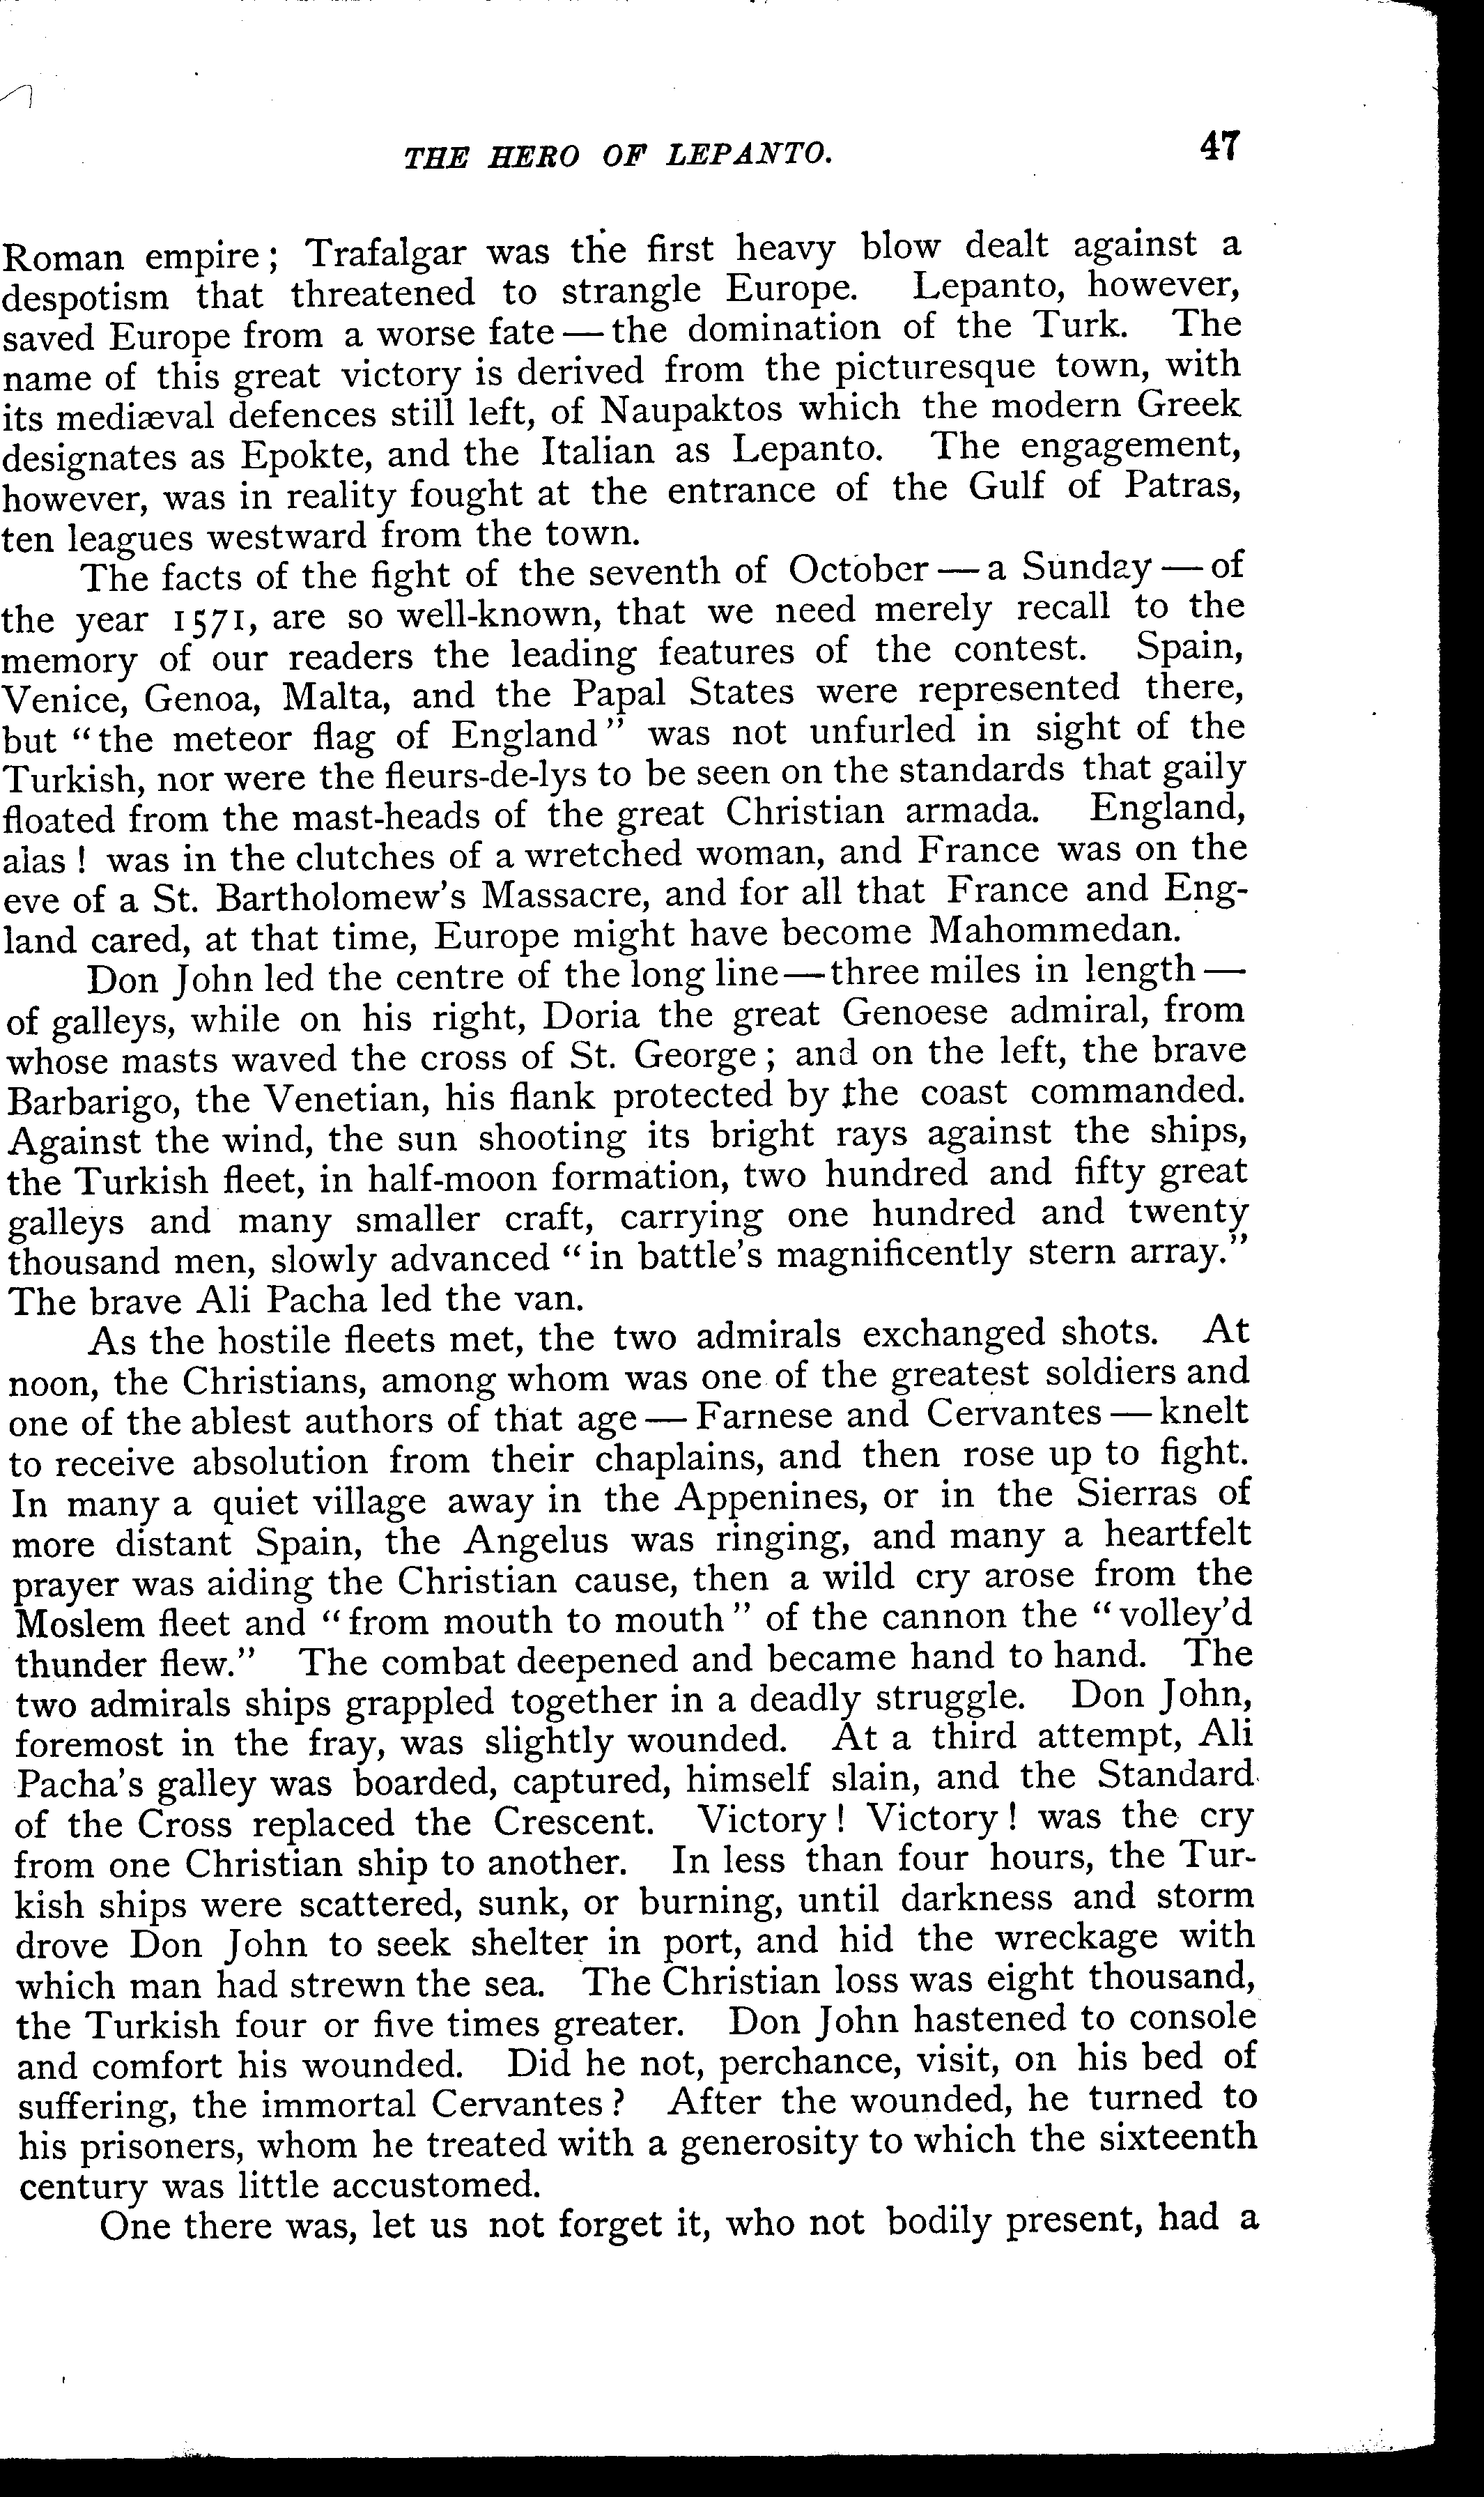 THE HERO OF LEPANTO. 47
Roman empire; Trafalgar was the first heavy blow dealt against a
despotism that threatened to strangle Europe. Lepanto, however,
saved Europe from a worse fate — the domination of the Turk. The
name of this great victory is derived from the picturesque town, with
its mediæval defences still left, of Naupaktos which the modern Greek
designates as Epokte, and the Italian as Lepanto. The engagement,
however, was in reality fought at the entrance of the Gulf of Patras,
ten leagues westward from the town.
The facts of the fight of the seventh of October — a Sunday — of
the year 1571, are so well-known, that we need merely recall to the
memory of our readers the leading features of the contest. Spain,
Venice, Genoa, Malta, and the Papal States were represented there,
but "the meteor flag of England" was not unfurled in sight of the
Turkish, nor were the fleurs-de-lys to be seen on the standards that gaily
floated from the mast-heads of the great Christian armada. England,
alas! was in the clutches of a wretched woman, and France was on the
eve of a St. Bartholomew's Massacre, and for all that France and Eng-
land cared, at that time, Europe might have become Mahommedan.
Don John led the centre of the long line — three miles in length —
of galleys, while on his right, Doria the great Genoese admiral, from
whose masts waved the cross of St. George; and on the left, the brave
Barbarigo, the Venetian, his flank protected by the coast commanded.
Against the wind, the sun shooting its bright rays against the ships,
the Turkish fleet, in half-moon formation, two hundred and fifty great
galleys and many smaller craft, carrying one hundred and twenty
thousand men, slowly advanced "in battle's magnificently stern array."
The brave Ali Pacha led the van.
As the hostile fleets met, the two admirals exchanged shots. At
noon, the Christians, among whom was one of the greatest soldiers and
one of the ablest authors of that age — Farnese and Cervantes — knelt
to receive absolution from their chaplains, and then rose up to fight.
In many a quiet village away in the Appenines, or in the Sierras of
more distant Spain, the Angelus was ringing, and many a heartfelt
prayer was aiding the Christian cause, then a wild cry arose from the
Moslem fleet and "from mouth to mouth" of the cannon the "volley'd
thunder flew." The combat deepened and became hand to hand. The
two admirals ships grappled together in a deadly struggle. Don John,
foremost in the fray, was slightly wounded. At a third attempt, Ali
Pacha's galley was boarded, captured, himself slain, and the Standard
of the Cross replaced the Crescent. Victory! Victory! was the cry
from one Christian ship to another. In less than four hours, the Tur-
kish ships were scattered, sunk, or burning, until darkness and storm
drove Don John to seek shelter in port, and hid the wreckage with
which man had strewn the sea. The Christian loss was eight thousand,
the Turkish four or five times greater. Don John hastened to console
and comfort his wounded. Did he not, perchance, visit, on his bed of
suffering, the immortal Cervantes? After the wounded, he turned to
his prisoners, whom he treated with a generosity to which the sixteenth
century was little accustomed.
One there was, let us not forget it, who not bodily present, had a